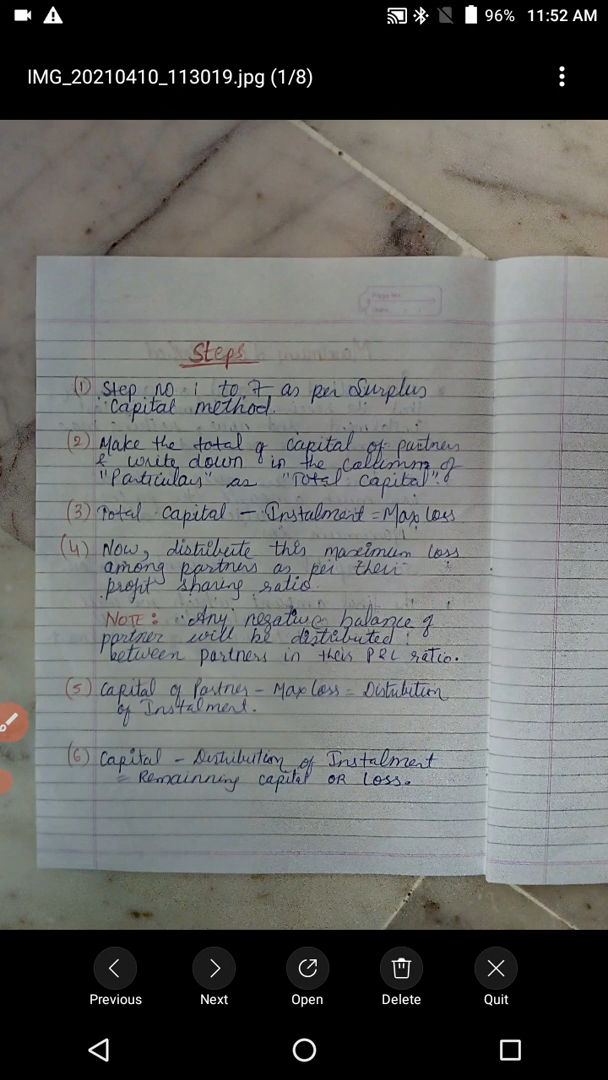 96% 11:52 AM
IMG_20210410_113019.jpg (1/8)
Steps
(1) Step no 1 to 7 as per Surplus
Capital method.
(2) Make the total of capital of partners
& write down in the collumns of
"Particulars" as "Total Capital".
(3) Total Capital - Instalment = Max loss
(4) Now, distribute this maximum loss
among partners as per their
profit sharing ratio.
NOTE: Any negative balance of
partner will be distributed
between partners in their P&L ratio.
(5) Capital of Partner - Max Loss = Distribution
of Instalment.
(6) Capital - Distribution of Instalment
= Remainning capital OR Loss.
Previous Next Open Delete Quit